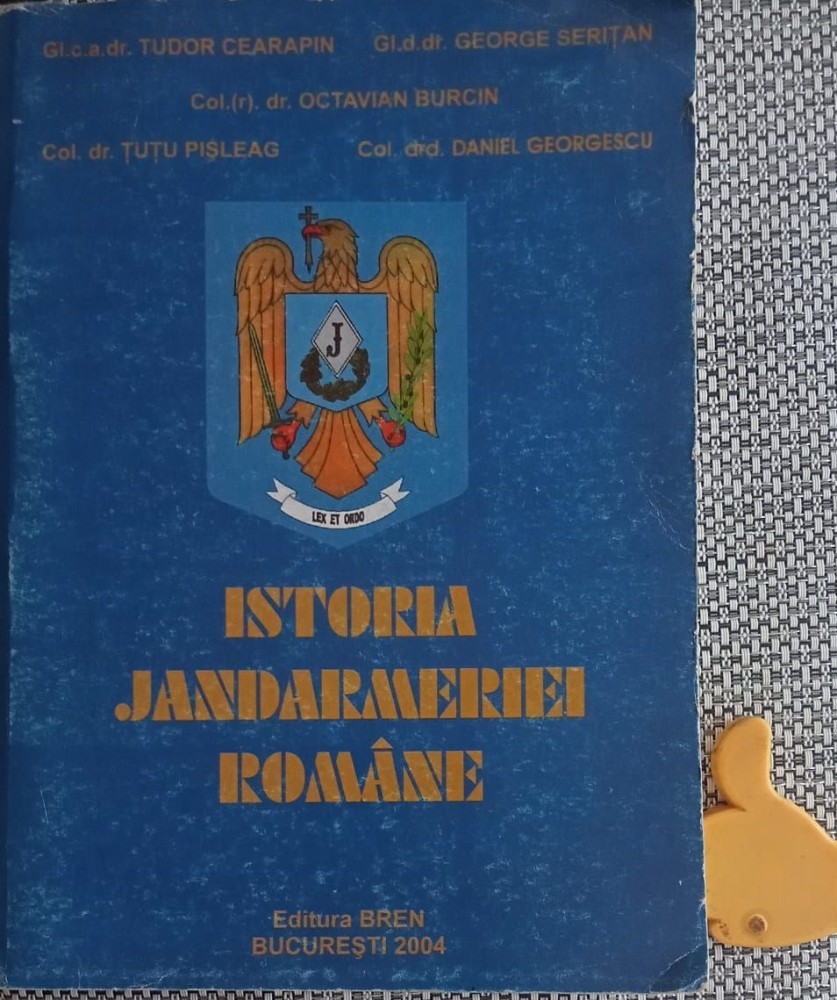 Gl.c.a.dr. TUDOR CEARAPIN Gl.d.dr. GEORGE SERIȚAN
Col.(r). dr. OCTAVIAN BURCIN
Col. dr. ȚUȚU PIȘLEAG Col. drd. DANIEL GEORGESCU
J
LEX ET ORDO
ISTORIA
JANDARMERIEI
ROMÂNE
Editura BREN
BUCUREȘTI 2004